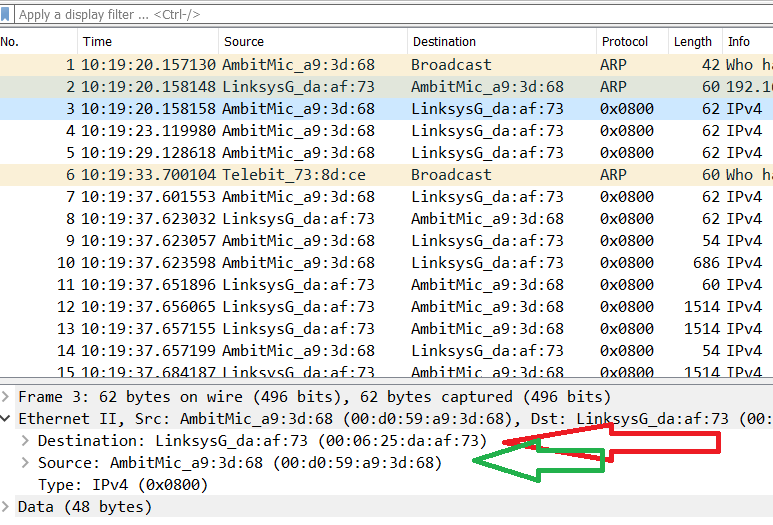 Apply a display filter ... <Ctrl-/>
No. Time Source Destination Protocol Length Info
1 10:19:20.157130 AmbitMic_a9:3d:68 Broadcast ARP 42 Who ha
2 10:19:20.158148 LinksysG_da:af:73 AmbitMic_a9:3d:68 ARP 60 192.16
3 10:19:20.158158 AmbitMic_a9:3d:68 LinksysG_da:af:73 0x0800 62 IPv4
4 10:19:23.119980 AmbitMic_a9:3d:68 LinksysG_da:af:73 0x0800 62 IPv4
5 10:19:29.128618 AmbitMic_a9:3d:68 LinksysG_da:af:73 0x0800 62 IPv4
6 10:19:33.700104 Telebit_73:8d:ce Broadcast ARP 60 Who ha
7 10:19:37.601553 AmbitMic_a9:3d:68 LinksysG_da:af:73 0x0800 62 IPv4
8 10:19:37.623032 LinksysG_da:af:73 AmbitMic_a9:3d:68 0x0800 62 IPv4
9 10:19:37.623057 AmbitMic_a9:3d:68 LinksysG_da:af:73 0x0800 54 IPv4
10 10:19:37.623598 AmbitMic_a9:3d:68 LinksysG_da:af:73 0x0800 686 IPv4
11 10:19:37.651896 LinksysG_da:af:73 AmbitMic_a9:3d:68 0x0800 60 IPv4
12 10:19:37.656065 LinksysG_da:af:73 AmbitMic_a9:3d:68 0x0800 1514 IPv4
13 10:19:37.657155 LinksysG_da:af:73 AmbitMic_a9:3d:68 0x0800 1514 IPv4
14 10:19:37.657199 AmbitMic_a9:3d:68 LinksysG_da:af:73 0x0800 54 IPv4
15 10:19:37.684187 LinksysG_da:af:73 AmbitMic_a9:3d:68 0x0800 1514 IPv4
Frame 3: 62 bytes on wire (496 bits), 62 bytes captured (496 bits)
Ethernet II, Src: AmbitMic_a9:3d:68 (00:d0:59:a9:3d:68), Dst: LinksysG_da:af:73 (00:
Destination: LinksysG_da:af:73 (00:06:25:da:af:73)
Source: AmbitMic_a9:3d:68 (00:d0:59:a9:3d:68)
Type: IPv4 (0x0800)
Data (48 bytes)